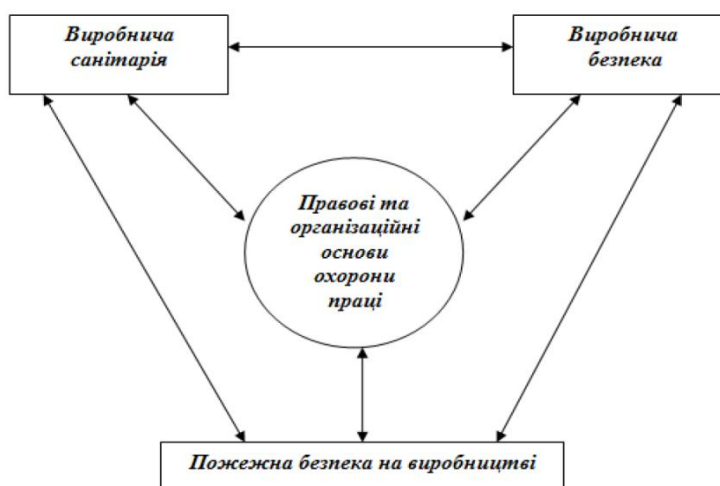 Виробнича
санітарія
Виробнича
безпека
Правові та
організаційні
основи
охорони
праці
Пожежна безпека на виробництві